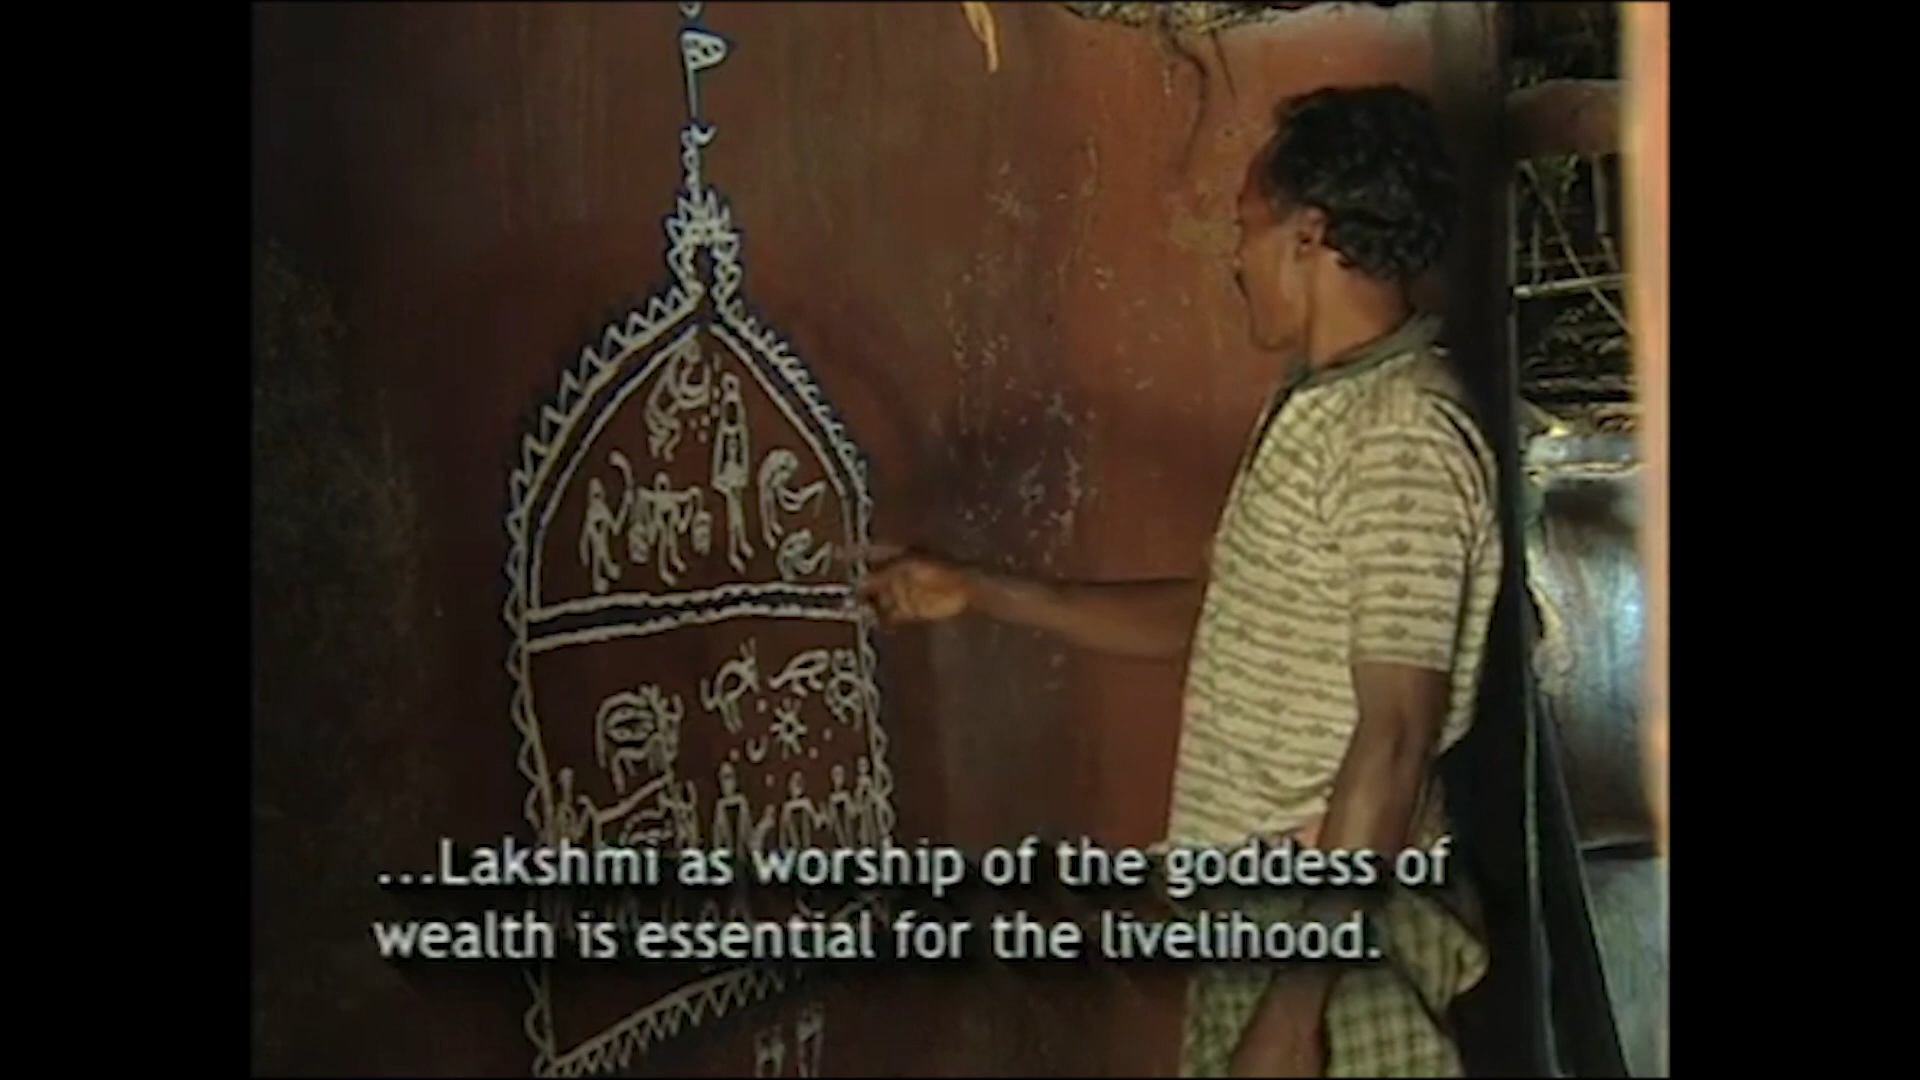 ...Lakshmi as worship of the goddess of
wealth is essential for the livelihood.